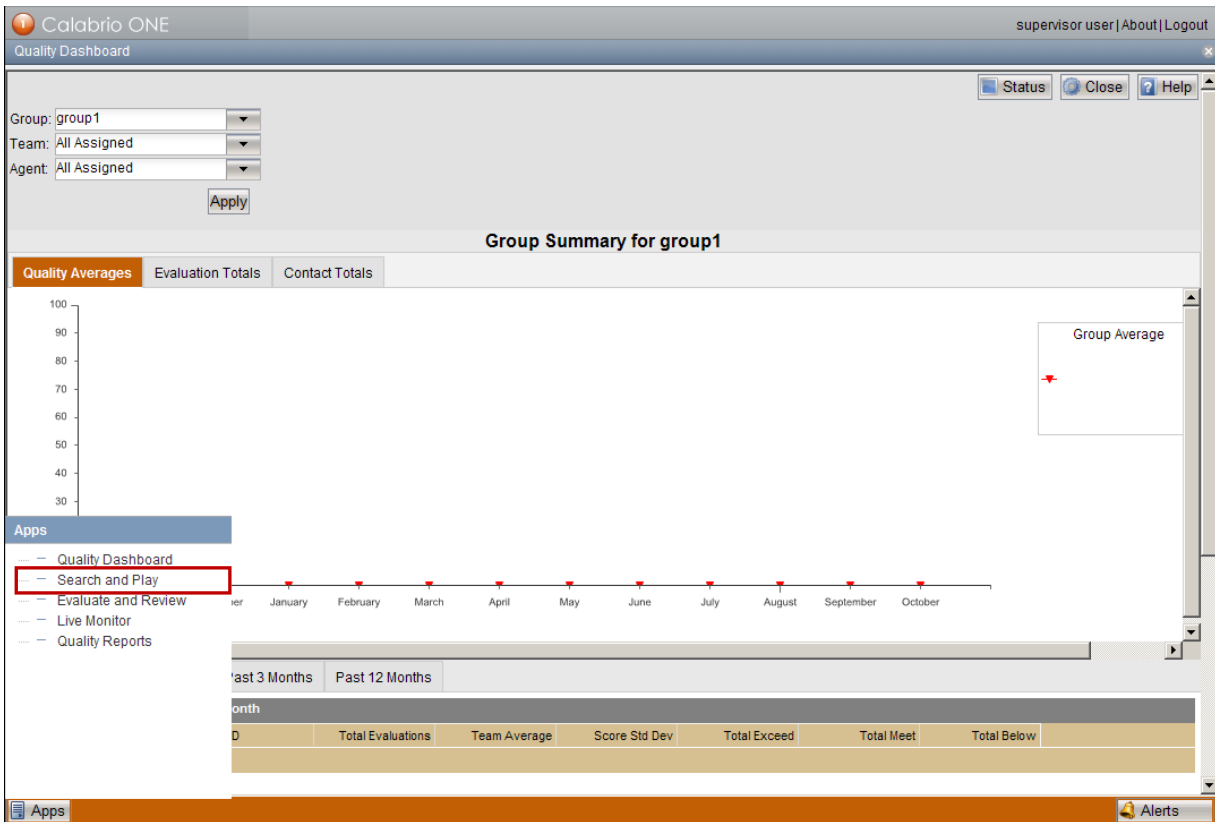 Calabrio ONE
supervisor user | About | Logout
Quality Dashboard
Status Close Help
Group: group1
Team: All Assigned
Agent: All Assigned
Apply
Group Summary for group1
Quality Averages Evaluation Totals Contact Totals
100
90
80
70
60
50
40
30
Group Average
Apps
Quality Dashboard
Search and Play
Evaluate and Review
Live Monitor
Quality Reports
January February March April May June July August September October
Past 3 Months Past 12 Months
Total Evaluations Team Average Score Std Dev Total Exceed Total Meet Total Below
Apps
Alerts